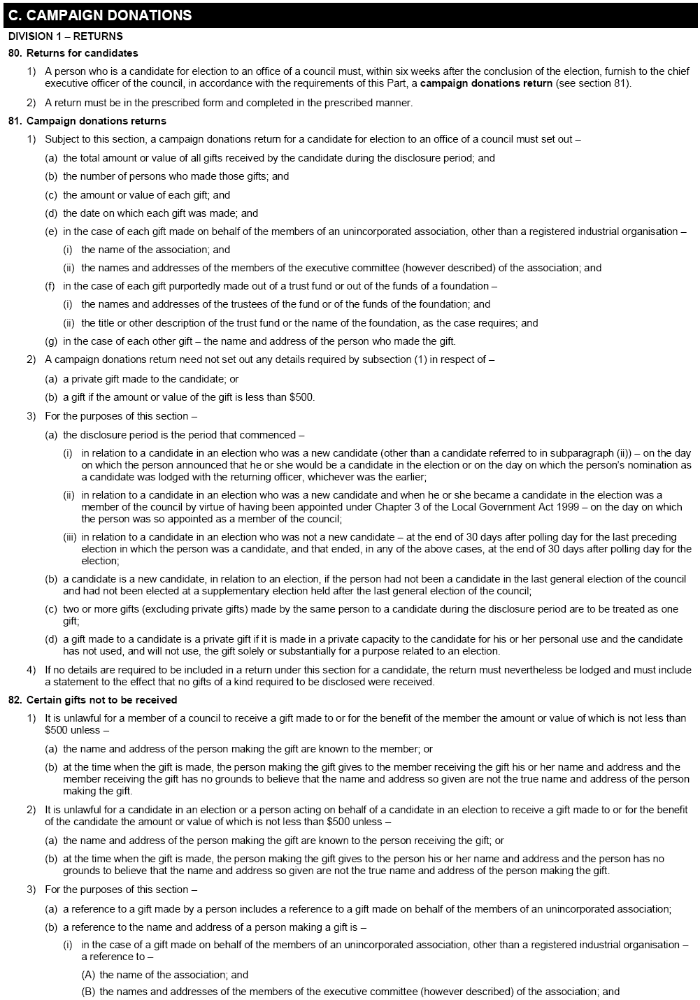 C. CAMPAIGN DONATIONS
DIVISION 1 – RETURNS
80. Returns for candidates
1) A person who is a candidate for election to an office of a council must, within six weeks after the conclusion of the election, furnish to the chief
executive officer of the council, in accordance with the requirements of this Part, a campaign donations return (see section 81).
2) A return must be in the prescribed form and completed in the prescribed manner.
81. Campaign donations returns
1) Subject to this section, a campaign donations return for a candidate for election to an office of a council must set out –
(a) the total amount or value of all gifts received by the candidate during the disclosure period; and
(b) the number of persons who made those gifts; and
(c) the amount or value of each gift; and
(d) the date on which each gift was made; and
(e) in the case of each gift made on behalf of the members of an unincorporated association, other than a registered industrial organisation –
(i) the name of the association; and
(ii) the names and addresses of the members of the executive committee (however described) of the association; and
(f) in the case of each gift purportedly made out of a trust fund or out of the funds of a foundation –
(i) the names and addresses of the trustees of the fund or of the funds of the foundation; and
(ii) the title or other description of the trust fund or the name of the foundation, as the case requires; and
(g) in the case of each other gift – the name and address of the person who made the gift.
2) A campaign donations return need not set out any details required by subsection (1) in respect of –
(a) a private gift made to the candidate; or
(b) a gift if the amount or value of the gift is less than $500.
3) For the purposes of this section –
(a) the disclosure period is the period that commenced –
(i) in relation to a candidate in an election who was a new candidate (other than a candidate referred to in subparagraph (ii)) – on the day
on which the person announced that he or she would be a candidate in the election or on the day on which the person's nomination as
a candidate was lodged with the returning officer, whichever was the earlier;
(ii) in relation to a candidate in an election who was a new candidate and when he or she became a candidate in the election was a
member of the council by virtue of having been appointed under Chapter 3 of the Local Government Act 1999 – on the day on which
the person was so appointed as a member of the council;
(iii) in relation to a candidate in an election who was not a new candidate – at the end of 30 days after polling day for the last preceding
election in which the person was a candidate, and that ended, in any of the above cases, at the end of 30 days after polling day for the
election;
(b) a candidate is a new candidate, in relation to an election, if the person had not been a candidate in the last general election of the council
and had not been elected at a supplementary election held after the last general election of the council;
(c) two or more gifts (excluding private gifts) made by the same person to a candidate during the disclosure period are to be treated as one
gift;
(d) a gift made to a candidate is a private gift if it is made in a private capacity to the candidate for his or her personal use and the candidate
has not used, and will not use, the gift solely or substantially for a purpose related to an election.
4) If no details are required to be included in a return under this section for a candidate, the return must nevertheless be lodged and must include
a statement to the effect that no gifts of a kind required to be disclosed were received.
82. Certain gifts not to be received
1) It is unlawful for a member of a council to receive a gift made to or for the benefit of the member the amount or value of which is not less than
$500 unless –
(a) the name and address of the person making the gift are known to the member; or
(b) at the time when the gift is made, the person making the gift gives to the member receiving the gift his or her name and address and the
member receiving the gift has no grounds to believe that the name and address so given are not the true name and address of the person
making the gift.
2) It is unlawful for a candidate in an election or a person acting on behalf of a candidate in an election to receive a gift made to or for the benefit
of the candidate the amount or value of which is not less than $500 unless –
(a) the name and address of the person making the gift are known to the person receiving the gift; or
(b) at the time when the gift is made, the person making the gift gives to the person his or her name and address and the person has no
grounds to believe that the name and address so given are not the true name and address of the person making the gift.
3) For the purposes of this section –
(a) a reference to a gift made by a person includes a reference to a gift made on behalf of the members of an unincorporated association;
(b) a reference to the name and address of a person making a gift is –
(i) in the case of a gift made on behalf of the members of an unincorporated association, other than a registered industrial organisation –
a reference to –
(A) the name of the association; and
(B) the names and addresses of the members of the executive committee (however described) of the association; and